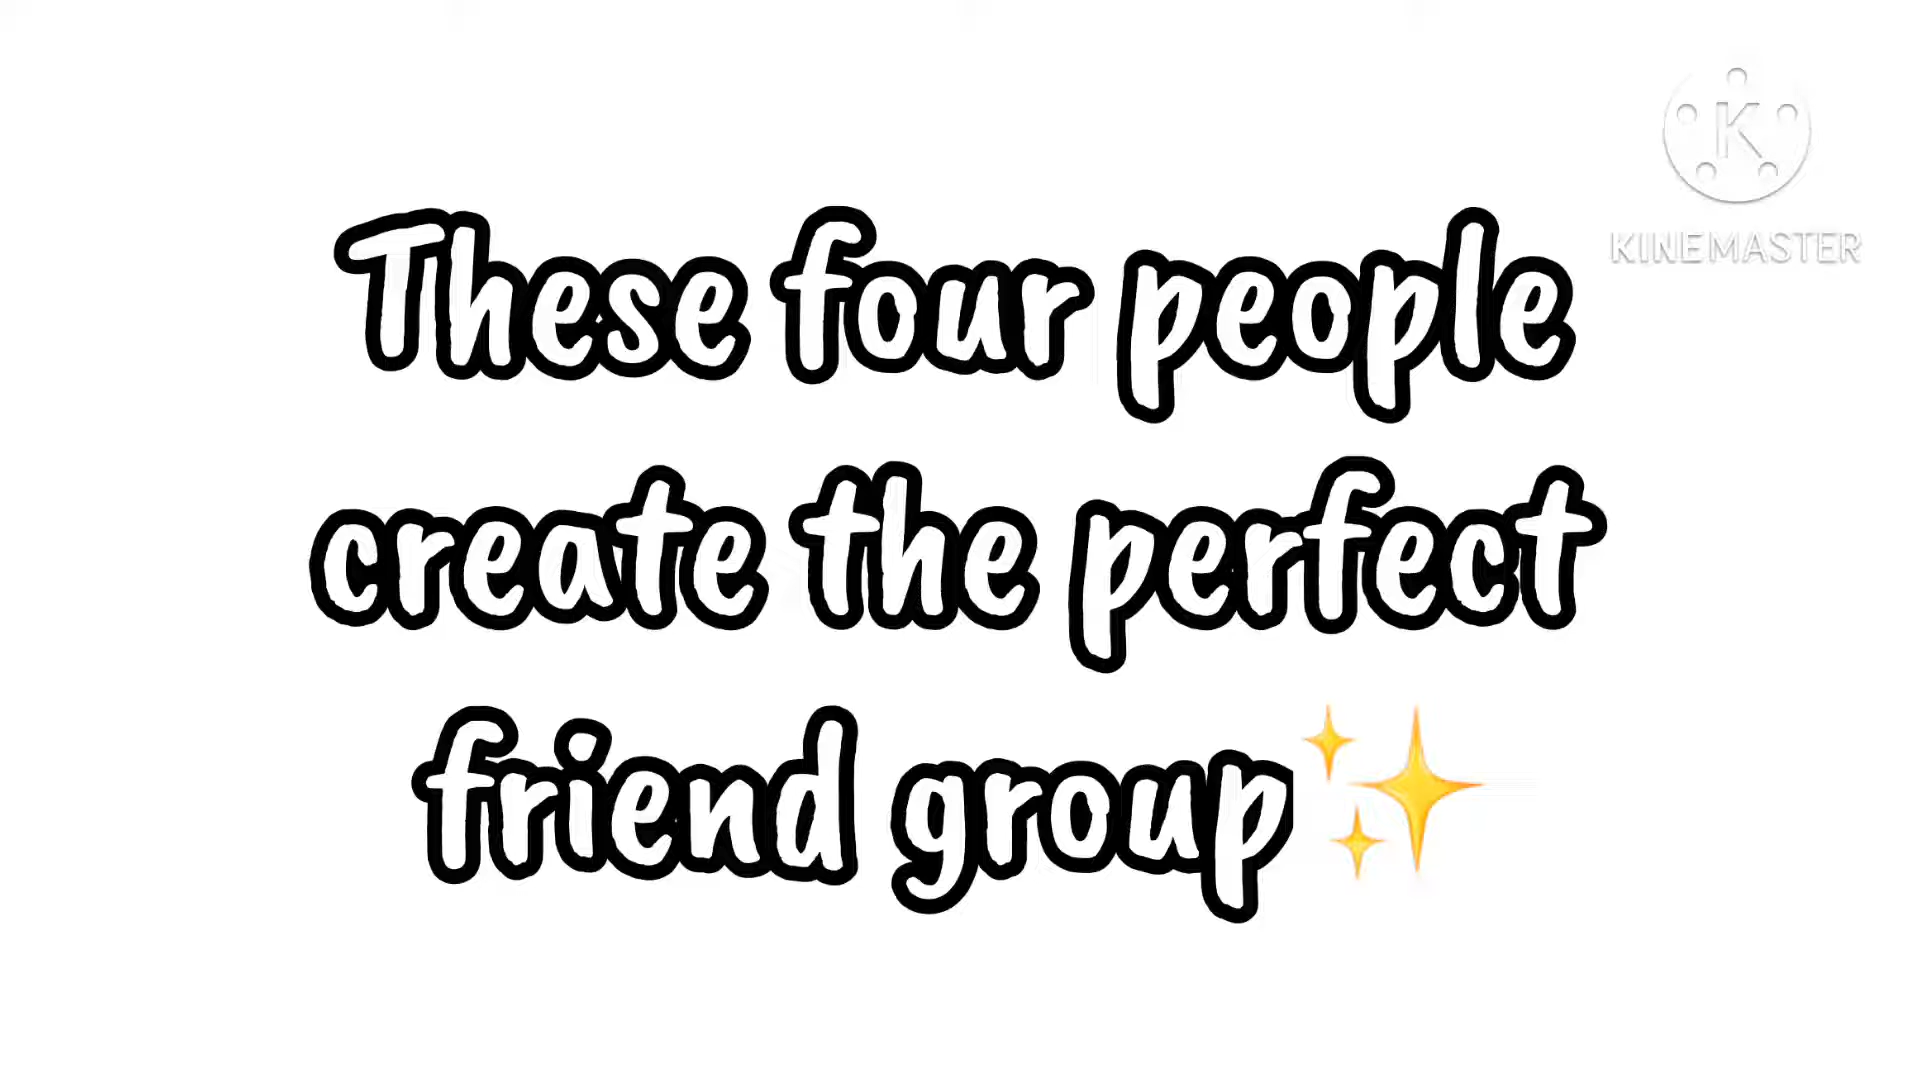 K
KINEMASTER
These four people
create the perfect
friend group✨